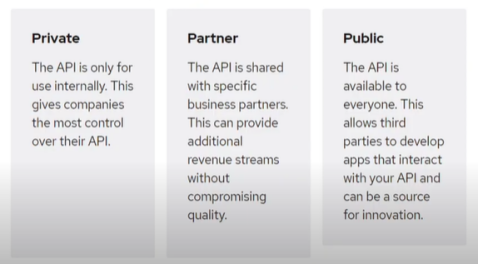 Private
The API is only for
use internally. This
gives companies
the most control
over their API.
Partner
The API is shared
with specific
business partners.
This can provide
additional
revenue streams
without
compromising
quality.
Public
The API is
available to
everyone. This
allows third
parties to develop
apps that interact
with your API and
can be a source
for innovation.